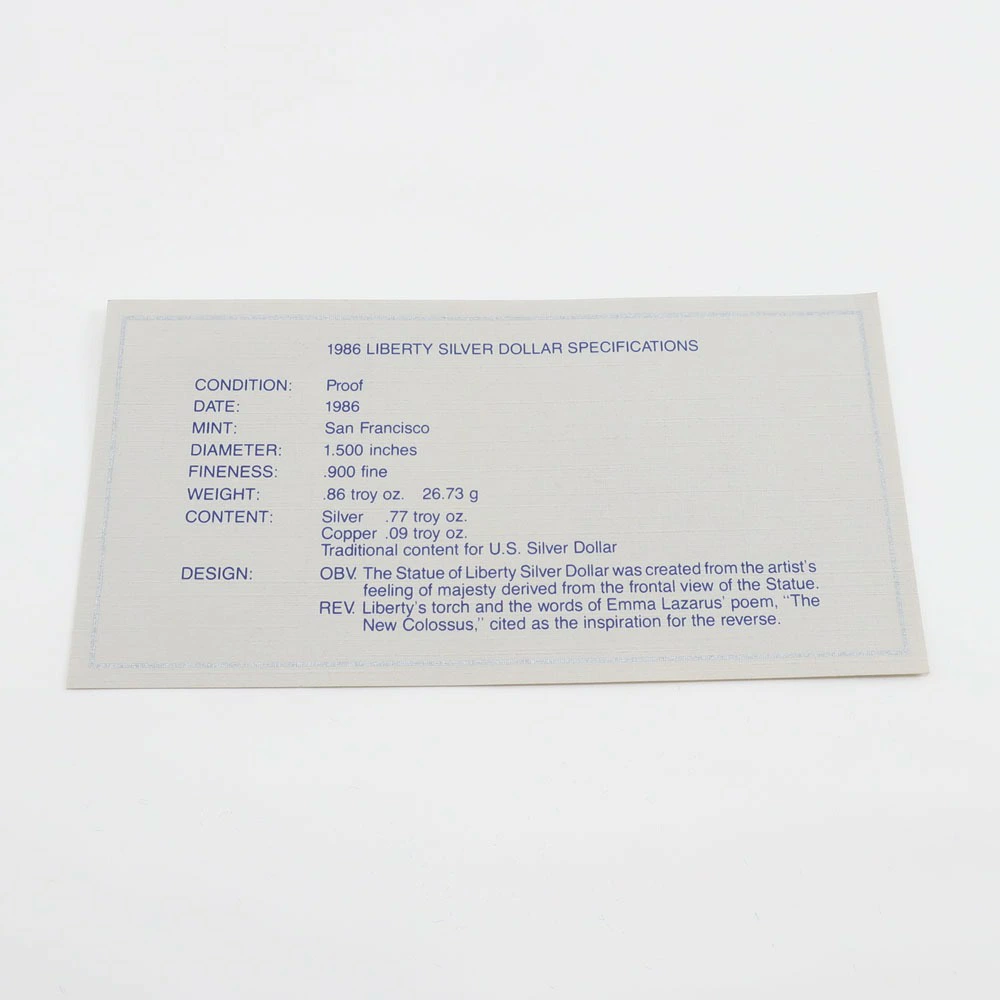 1986 LIBERTY SILVER DOLLAR SPECIFICATIONS
CONDITION: Proof
DATE: 1986
MINT: San Francisco
DIAMETER: 1.500 inches
FINENESS: .900 fine
WEIGHT: .86 troy oz. 26.73 g
CONTENT: Silver .77 troy oz.
Copper .09 troy oz.
Traditional content for U.S. Silver Dollar
DESIGN: OBV. The Statue of Liberty Silver Dollar was created from the artist's
feeling of majesty derived from the frontal view of the Statue.
REV. Liberty's torch and the words of Emma Lazarus' poem, "The
New Colossus," cited as the inspiration for the reverse.